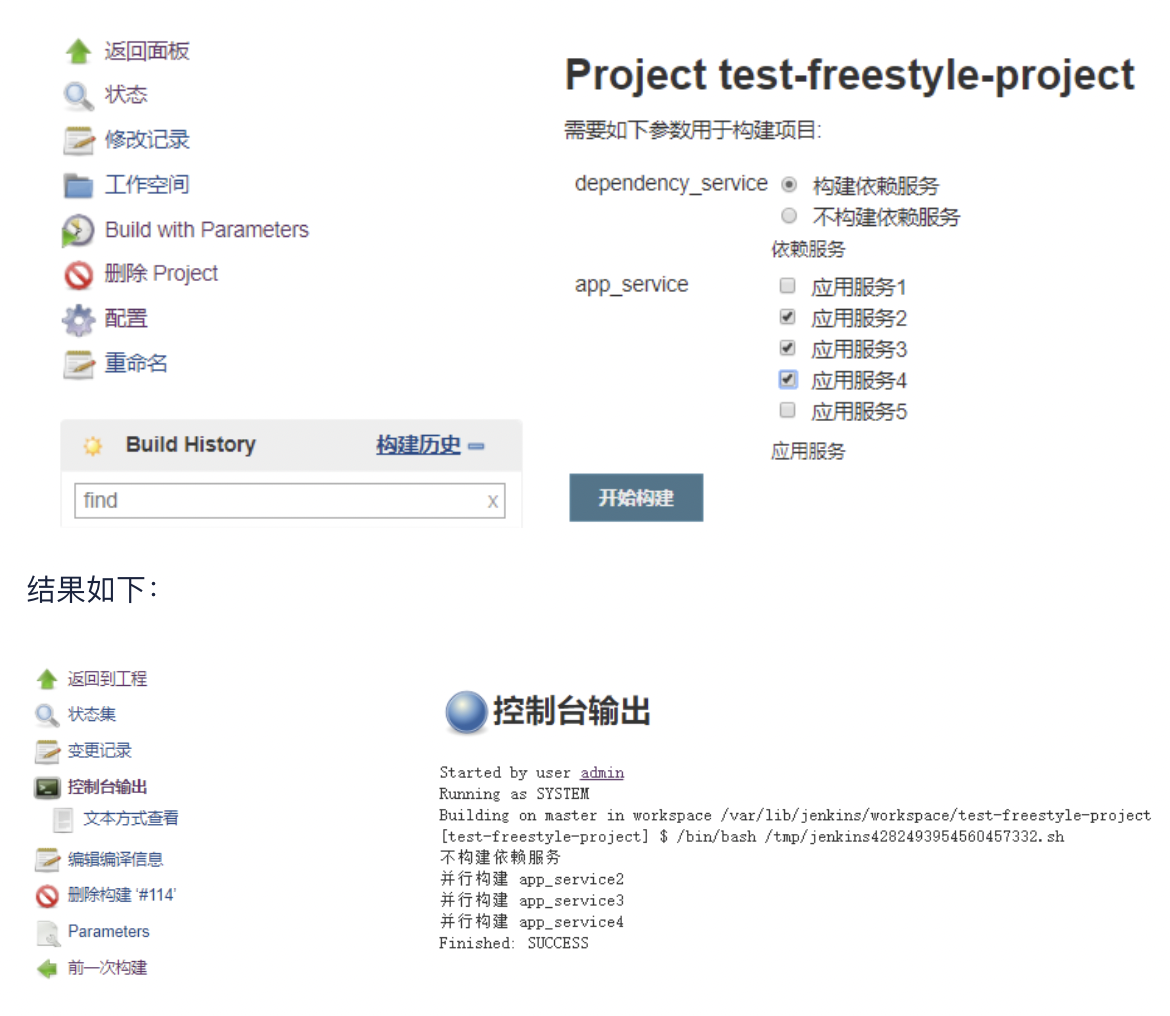 返回面板
状态
修改记录
工作空间
Build with Parameters
删除 Project
配置
重命名
Build History 构建历史
find x
Project test-freestyle-project
需要如下参数用于构建项目:
dependency_service 构建依赖服务
不构建依赖服务
依赖服务
app_service 应用服务1
应用服务2
应用服务3
应用服务4
应用服务5
应用服务
开始构建
结果如下：
返回到工程
状态集
变更记录
控制台输出
文本方式查看
编辑编译信息
删除构建 '#114'
Parameters
前一次构建
控制台输出
Started by user admin
Running as SYSTEM
Building on master in workspace /var/lib/jenkins/workspace/test-freestyle-project
[test-freestyle-project] $ /bin/bash /tmp/jenkins4282493954560457332.sh
不构建依赖服务
并行构建 app_service2
并行构建 app_service3
并行构建 app_service4
Finished: SUCCESS